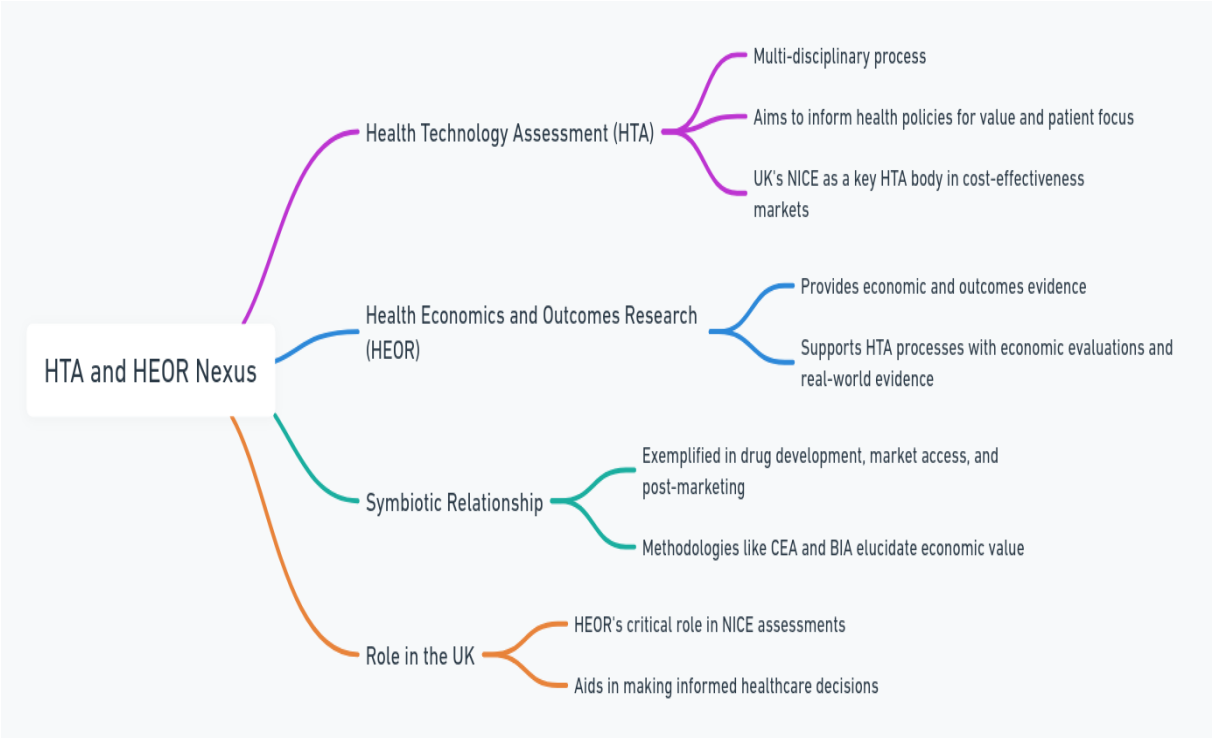 HTA and HEOR Nexus
Health Technology Assessment (HTA)
Multi-disciplinary process
Aims to inform health policies for value and patient focus
UK's NICE as a key HTA body in cost-effectiveness
markets
Health Economics and Outcomes Research
(HEOR)
Provides economic and outcomes evidence
Supports HTA processes with economic evaluations and
real-world evidence
Symbiotic Relationship
Exemplified in drug development, market access, and
post-marketing
Methodologies like CEA and BIA elucidate economic value
Role in the UK
HEOR's critical role in NICE assessments
Aids in making informed healthcare decisions